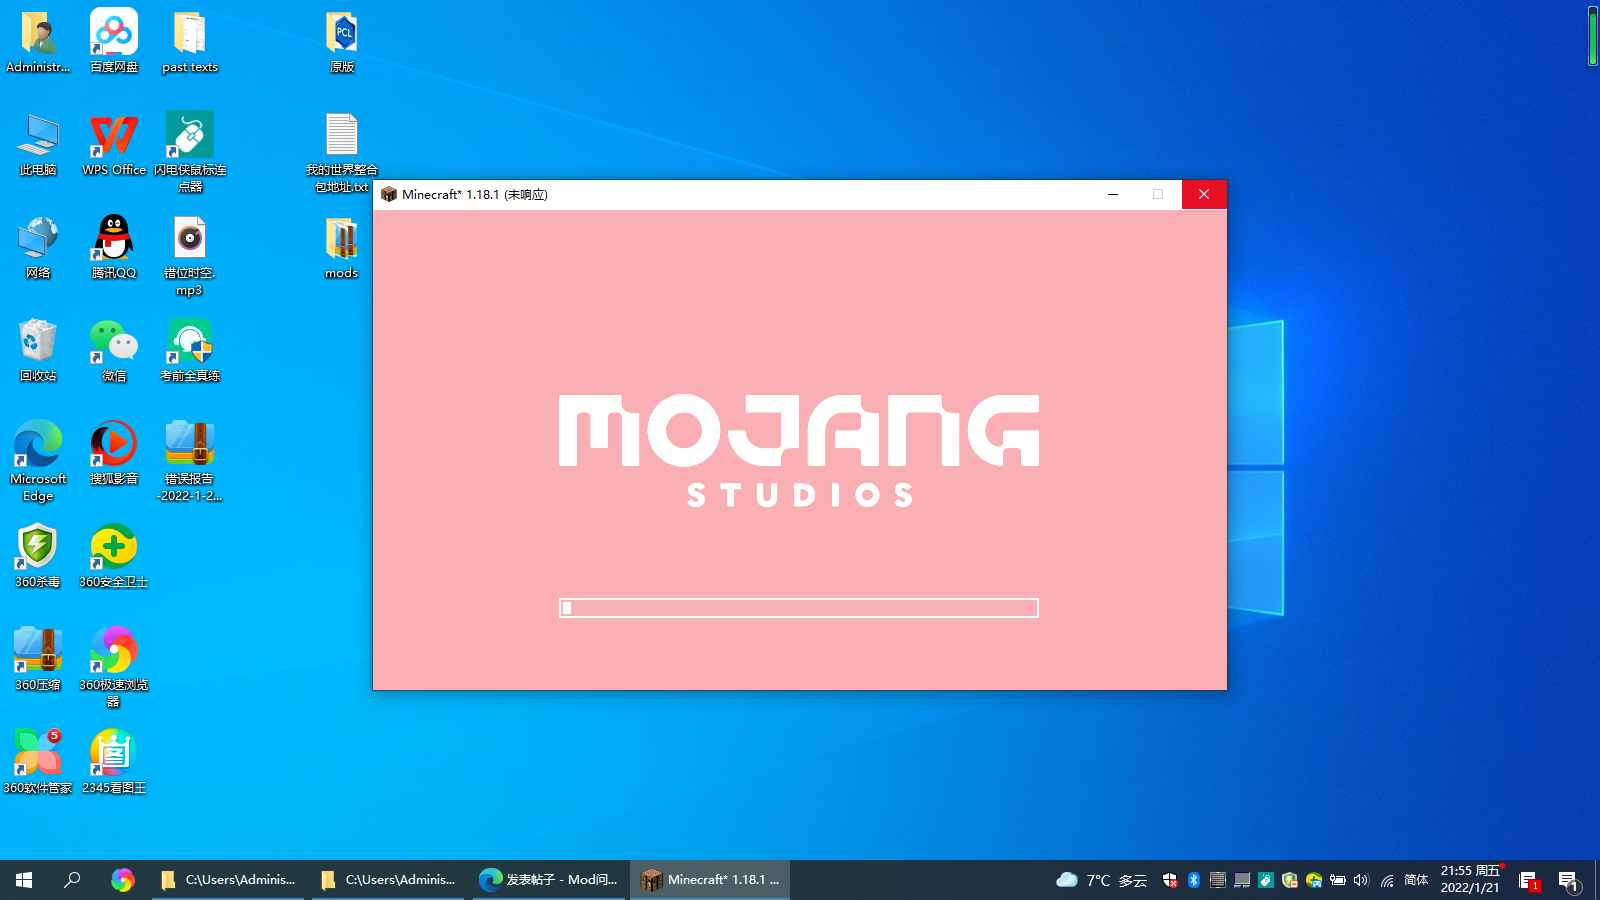 Administr...
百度网盘
past texts
PCL
原版
此电脑
WPS Office
闪电侠鼠标连
点器
我的世界整合
包地址.txt
网络
腾讯QQ
错位时空.
mp3
mods
回收站
微信
考前全真练
Microsoft
Edge
搜狐影音
错误报告
-2022-1-2...
360杀毒
360安全卫士
360压缩
360极速浏览
器
5
360软件管家
图
2345看图王
Minecraft* 1.18.1 (未响应)
MOJANG
STUDIOS
C:\Users\Adminis...
C:\Users\Adminis...
发表帖子 - Mod问...
Minecraft* 1.18.1 ...
7°C 多云
简体
21:55 周五
2022/1/21
1
1